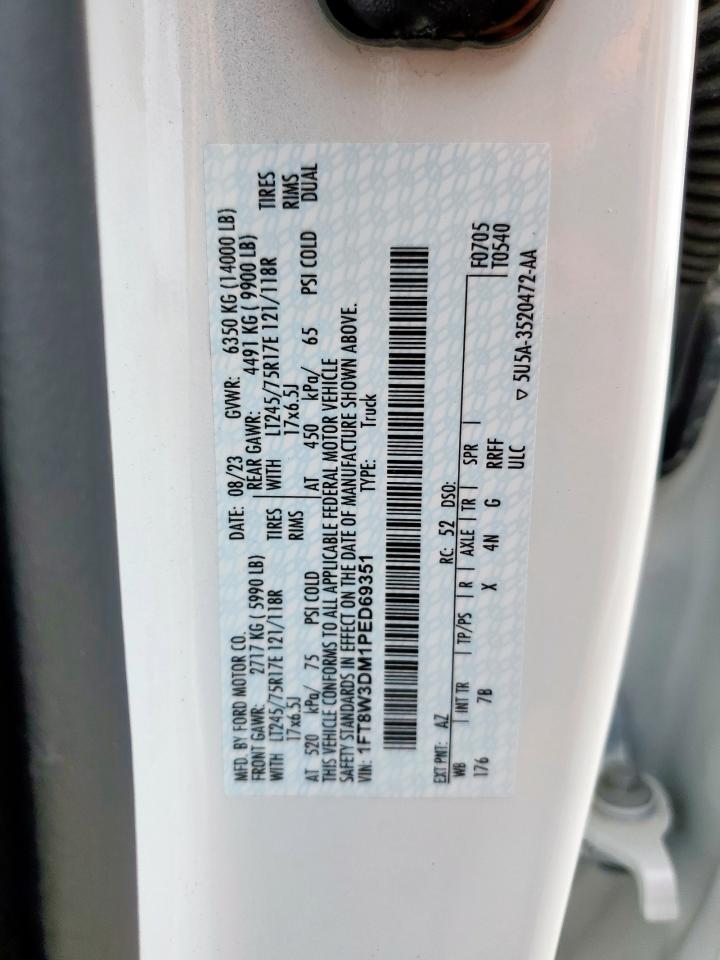 MFD. BY FORD MOTOR CO. DATE: 08/23 GVWR: 6350 KG (14000 LB)
FRONT GAWR: 2717 KG ( 5990 LB) REAR GAWR: 4491 KG ( 9900 LB)
WITH LT245/75R17E 121/118R TIRES WITH LT245/75R17E 121/118R TIRES
17x6.5J RIMS 17x6.5J RIMS
AT 520 kPa/ 75 PSI COLD AT 450 kPa/ 65 PSI COLD DUAL
THIS VEHICLE CONFORMS TO ALL APPLICABLE FEDERAL MOTOR VEHICLE
SAFETY STANDARDS IN EFFECT ON THE DATE OF MANUFACTURE SHOWN ABOVE.
VIN: 1FT8W3DM1PED69351 TYPE: Truck
F0705
EXT PNT: AZ RC: 52 DSO: T0540
WB INT TR TP/PS R AXLE TR SPR
176 7B X 4N G RRFF
ULC ▽ 5U5A-3520472-AA